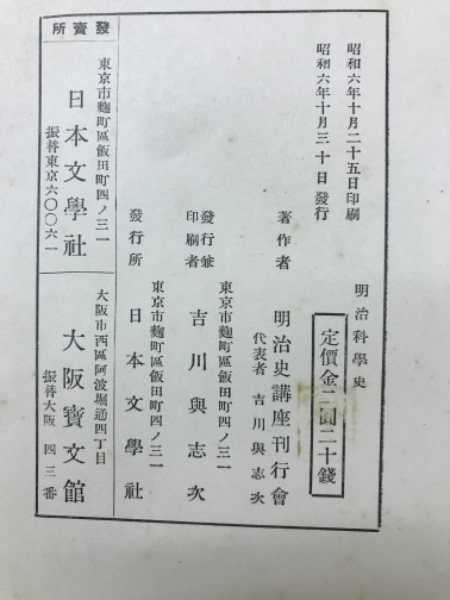 昭和六年十月二十五日印刷
昭和六年十月三十日發行
明治科學史
定價金二圓二十錢
著作者
明治史講座刊行會
代表者 吉川與志次
東京市麴町區飯田町四ノ三一
發行兼
印刷者
吉川與志次
東京市麴町區飯田町四ノ三一
發行所
日本文學社
發賣所
東京市麴町區飯田町四ノ三一
日本文學社
振替東京六〇〇六一
大阪市西區阿波堀通四丁目
大阪寶文館
振替大阪 四三番